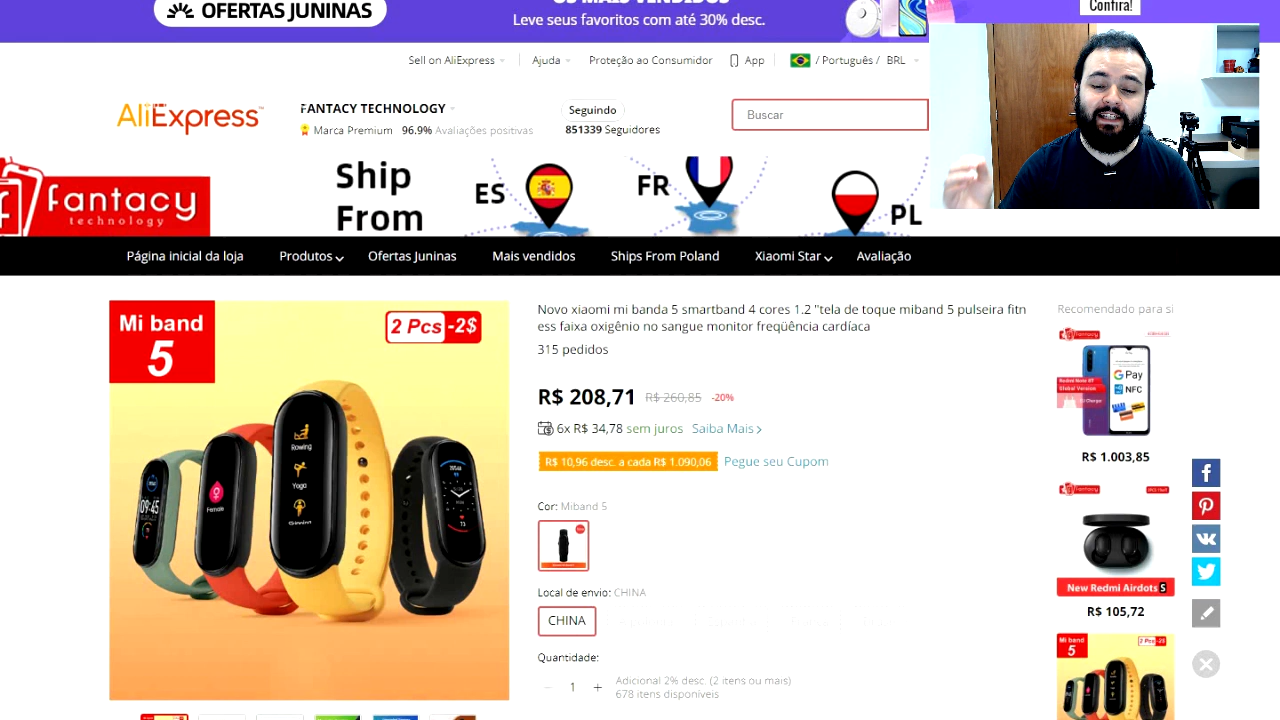 OFERTAS JUNINAS
OS MAIS VENDIDOS
Leve seus favoritos com até 30% desc.
Confira!
Sell on AliExpress
Ajuda
Proteção ao Consumidor
App
/ Português / BRL
AliExpress
FANTACY TECHNOLOGY
Marca Premium 96.9% Avaliações positivas
Seguindo
851339 Seguidores
Buscar
fantacy
technology
Ship
From
ES
FR
PL
Página inicial da loja
Produtos
Ofertas Juninas
Mais vendidos
Ships From Poland
Xiaomi Star
Avaliação
Mi band
5
2 Pcs -2$
Rowing
Yoga
Female
09:45
Novo xiaomi mi banda 5 smartband 4 cores 1.2 "tela de toque miband 5 pulseira fitn
ess faixa oxigênio no sangue monitor freqüência cardíaca
315 pedidos
R$ 208,71 R$ 260,85 -20%
6x R$ 34,78 sem juros Saiba Mais
R$ 10,96 desc. a cada R$ 1.090,06 Pegue seu Cupom
Cor: Miband 5
Local de envio: CHINA
CHINA
Quantidade:
1
Adicional 2% desc. (2 itens ou mais)
678 itens disponíveis
Recomendado para si
fantacy
G Pay
NFC
R$ 1.003,85
New Redmi Airdots S
R$ 105,72
Mi band
5
2 Pcs -2$